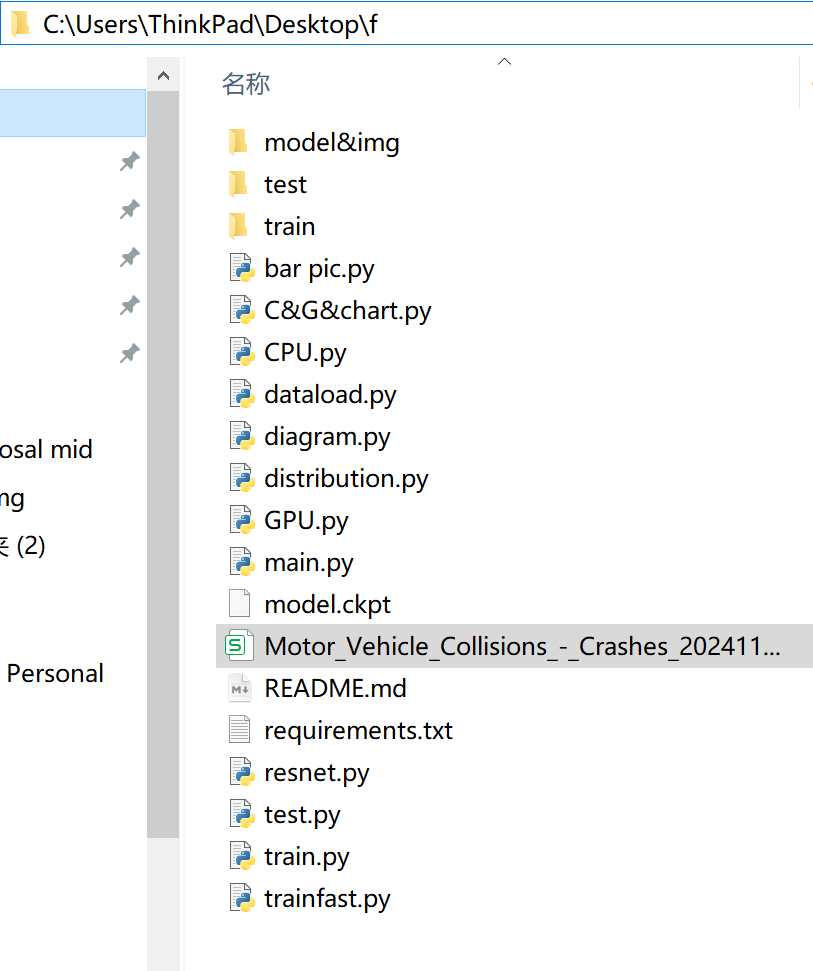 C:\Users\ThinkPad\Desktop\f
名称
model&img
test
train
bar pic.py
C&G&chart.py
CPU.py
dataload.py
diagram.py
distribution.py
GPU.py
main.py
model.ckpt
Motor_Vehicle_Collisions_-_Crashes_202411...
README.md
requirements.txt
resnet.py
test.py
train.py
trainfast.py
osal mid
ng
(2)
Personal